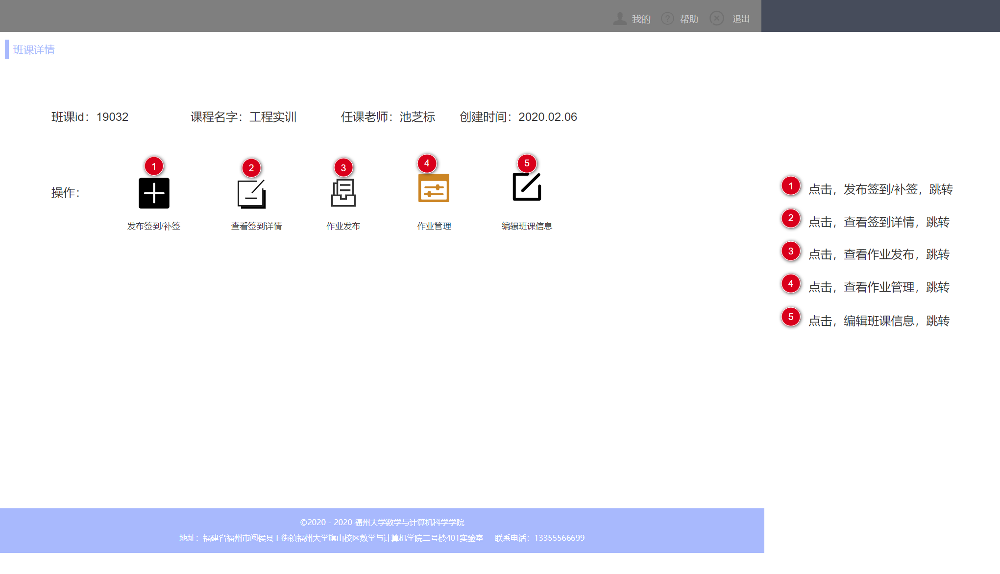 我的 帮助 退出
班课详情
班课id：19032 课程名字：工程实训 任课老师：池芝标 创建时间：2020.02.06
1 2 3 4 5
操作：
发布签到/补签 查看签到详情 作业发布 作业管理 编辑班课信息
1 点击，发布签到/补签，跳转
2 点击，查看签到详情，跳转
3 点击，查看作业发布，跳转
4 点击，查看作业管理，跳转
5 点击，编辑班课信息，跳转
©2020 - 2020 福州大学数学与计算机科学学院
地址：福建省福州市闽侯县上街镇福州大学旗山校区数学与计算机学院二号楼401实验室 联系电话：13355566699